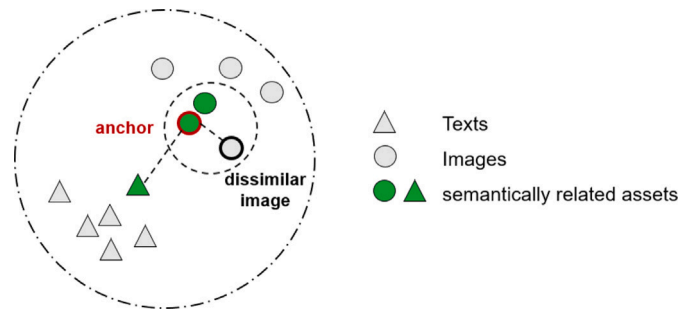 anchor
dissimilar
image
Texts
Images
semantically related assets